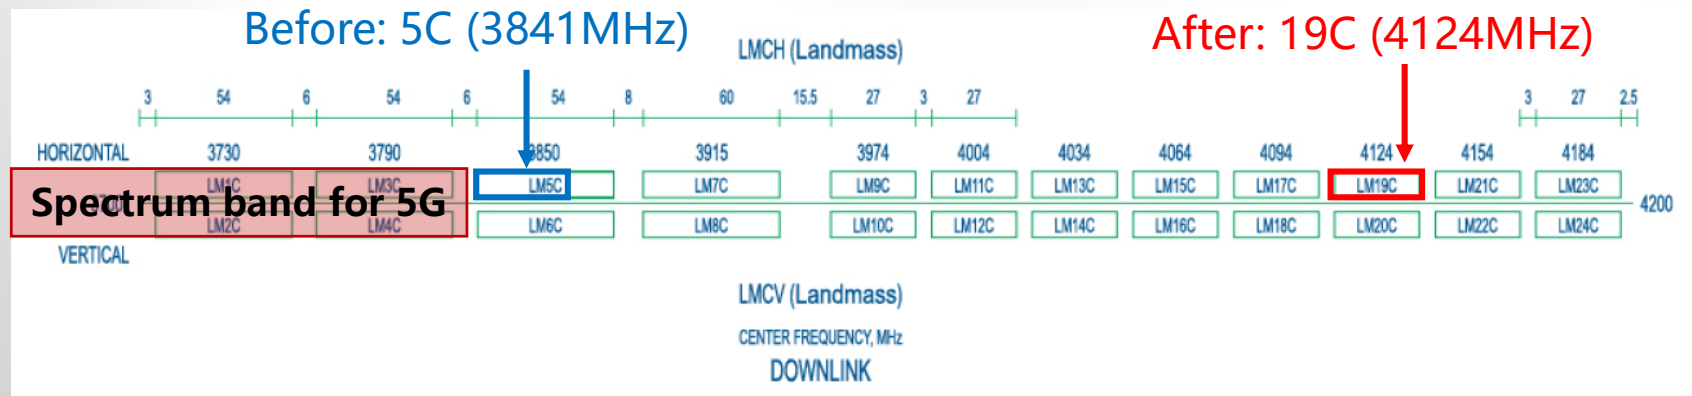 Before: 5C (3841MHz)
After: 19C (4124MHz)
LMCH (Landmass)
3 54 6 54 6 54 8 60 15.5 27 3 27 3 27 2.5
HORIZONTAL 3730 3790 3850 3915 3974 4004 4034 4064 4094 4124 4154 4184
LM1C LM3C LM5C LM7C LM9C LM11C LM13C LM15C LM17C LM19C LM21C LM23C
Spectrum band for 5G
4200
LM2C LM4C LM6C LM8C LM10C LM12C LM14C LM16C LM18C LM20C LM22C LM24C
VERTICAL
LMCV (Landmass)
CENTER FREQUENCY, MHz
DOWNLINK